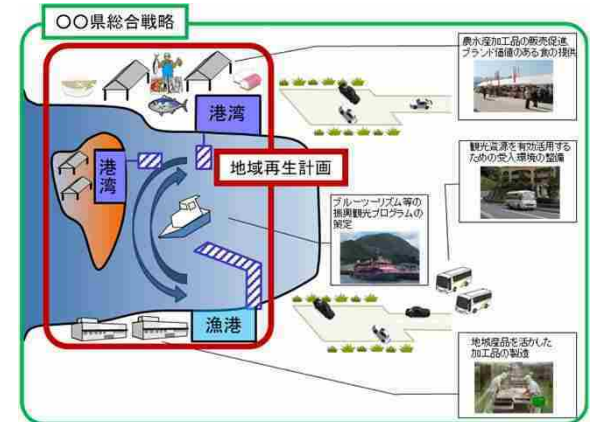 〇〇県総合戦略
農水産加工品の販売促進、
ブランド価値のある食の提供
港湾
観光資源を有効活用する
ための受入環境の整備
港湾
地域再生計画
ブルーツーリズム等の
振興観光プログラムの
策定
漁港
地域産品を活かした
加工品の製造